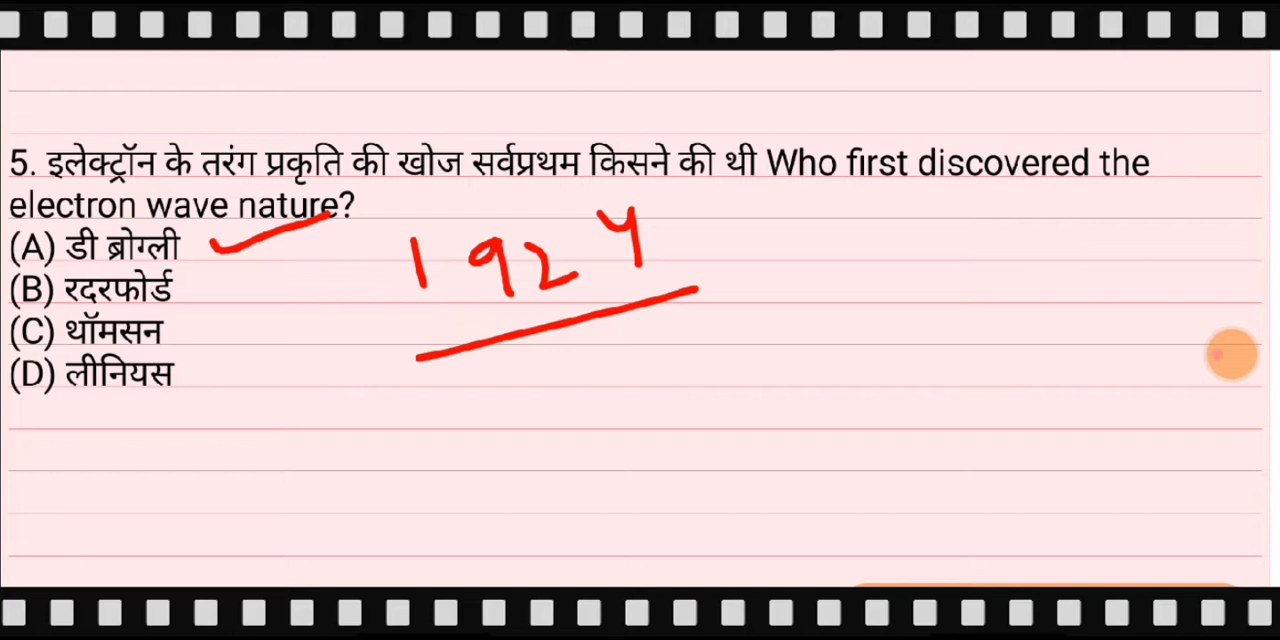 5. इलेक्ट्रॉन के तरंग प्रकृति की खोज सर्वप्रथम किसने की थी Who first discovered the
electron wave nature?
(A) डी ब्रोग्ली
1924
(B) रदरफोर्ड
(C) थॉमसन
(D) लीनियस